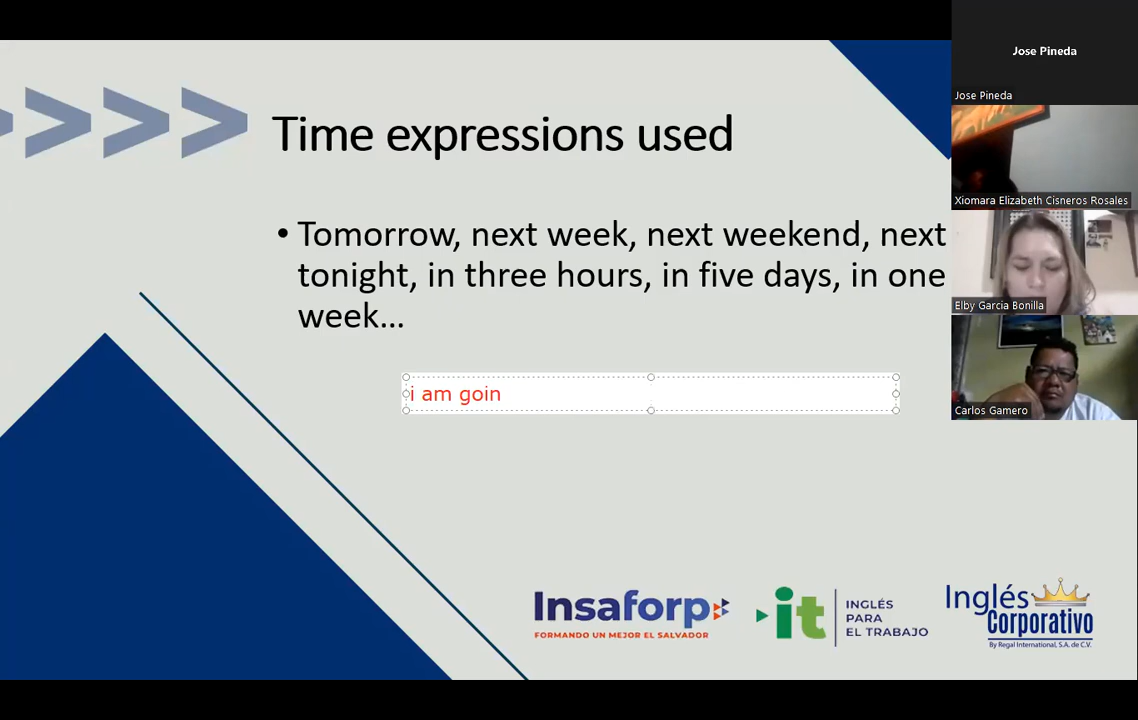 Jose Pineda
Jose Pineda
Time expressions used
Xiomara Elizabeth Cisneros Rosales
• Tomorrow, next week, next weekend, next
tonight, in three hours, in five days, in one
week...
Elby Garcia Bonilla
i am goin
Carlos Gamero
Insaforp
FORMANDO UN MEJOR EL SALVADOR
it
INGLÉS
PARA
EL TRABAJO
Inglés
Corporativo
By Regal International, S.A. de C.V.